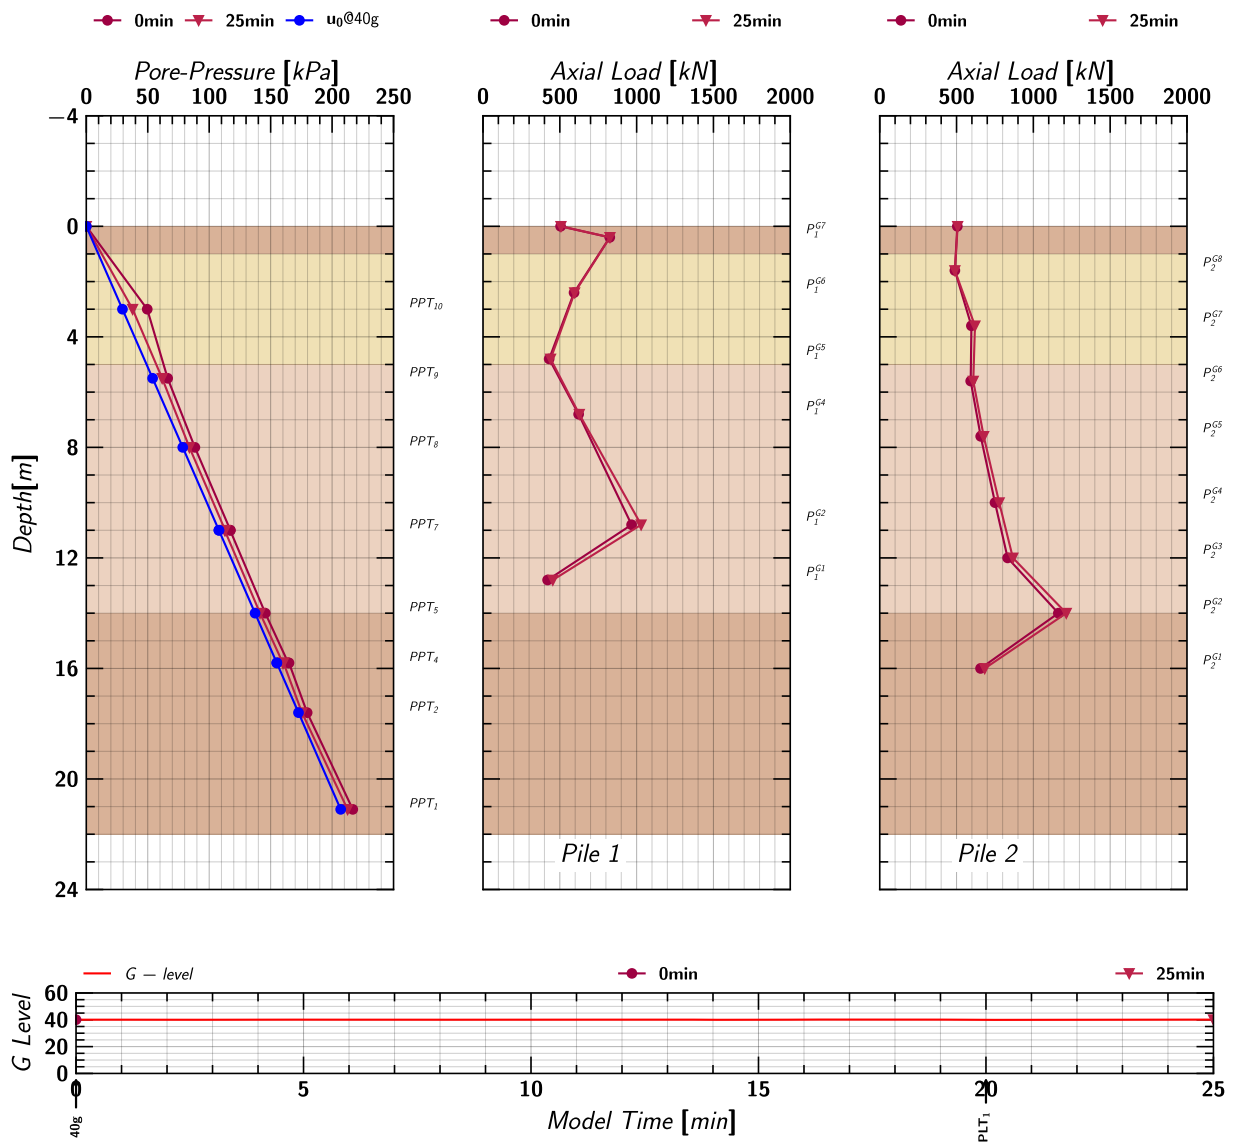 0min 25min u₀@40g
0min 25min
0min 25min
Pore-Pressure [kPa]
Axial Load [kN]
Axial Load [kN]
0 50 100 150 200 250
0 500 1000 1500 2000
0 500 1000 1500 2000
−4
0
4
8
12
16
20
24
Depth[m]
PPT₁₀
PPT₉
PPT₈
PPT₇
PPT₅
PPT₄
PPT₂
PPT₁
P₁ᴳ⁷
P₁ᴳ⁶
P₁ᴳ⁵
P₁ᴳ⁴
P₁ᴳ²
P₁ᴳ¹
Pile 1
P₂ᴳ⁸
P₂ᴳ⁷
P₂ᴳ⁶
P₂ᴳ⁵
P₂ᴳ⁴
P₂ᴳ³
P₂ᴳ²
P₂ᴳ¹
Pile 2
G − level 0min 25min
60
40
20
0
G Level
0 5 10 15 20 25
40g
PLT₁
Model Time [min]